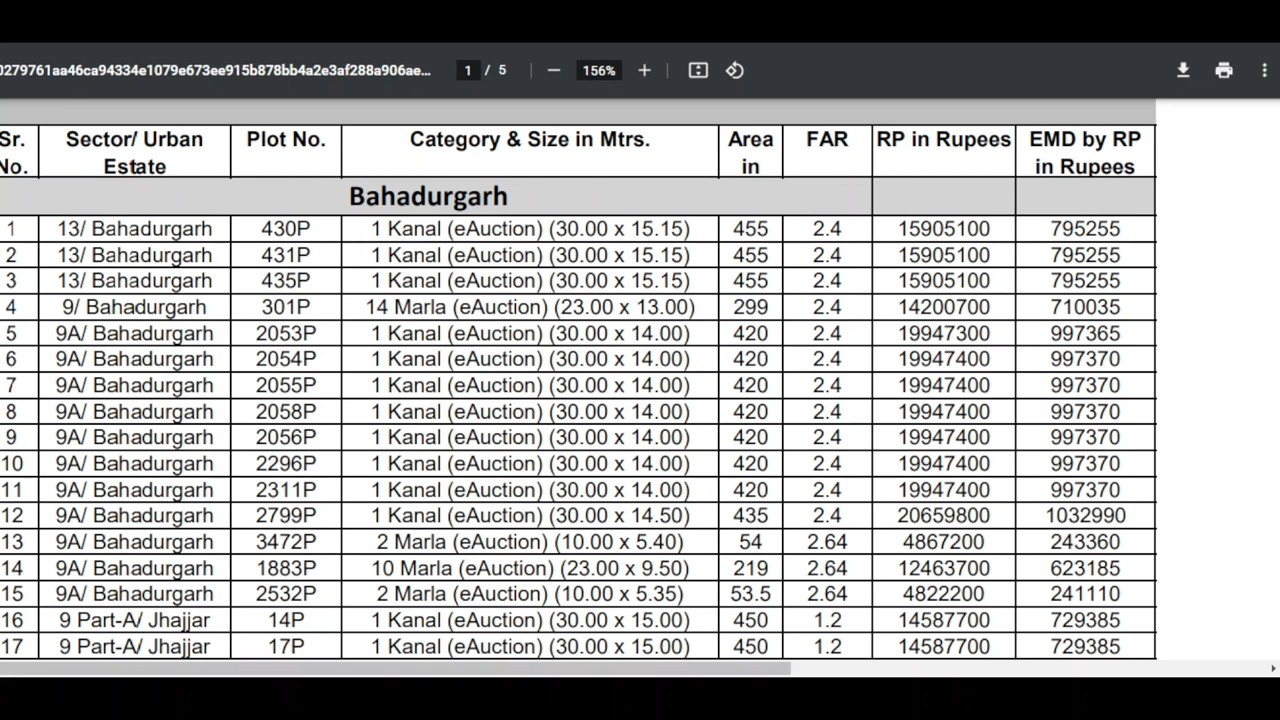 0279761aa46ca94334e1079e673ee915b878bb4a2e3af288a906ae... 1 / 5 156%
Sr. No. Sector/ Urban Estate Plot No. Category & Size in Mtrs. Area in FAR RP in Rupees EMD by RP in Rupees
Bahadurgarh
1 13/ Bahadurgarh 430P 1 Kanal (eAuction) (30.00 x 15.15) 455 2.4 15905100 795255
2 13/ Bahadurgarh 431P 1 Kanal (eAuction) (30.00 x 15.15) 455 2.4 15905100 795255
3 13/ Bahadurgarh 435P 1 Kanal (eAuction) (30.00 x 15.15) 455 2.4 15905100 795255
4 9/ Bahadurgarh 301P 14 Marla (eAuction) (23.00 x 13.00) 299 2.4 14200700 710035
5 9A/ Bahadurgarh 2053P 1 Kanal (eAuction) (30.00 x 14.00) 420 2.4 19947300 997365
6 9A/ Bahadurgarh 2054P 1 Kanal (eAuction) (30.00 x 14.00) 420 2.4 19947400 997370
7 9A/ Bahadurgarh 2055P 1 Kanal (eAuction) (30.00 x 14.00) 420 2.4 19947400 997370
8 9A/ Bahadurgarh 2058P 1 Kanal (eAuction) (30.00 x 14.00) 420 2.4 19947400 997370
9 9A/ Bahadurgarh 2056P 1 Kanal (eAuction) (30.00 x 14.00) 420 2.4 19947400 997370
10 9A/ Bahadurgarh 2296P 1 Kanal (eAuction) (30.00 x 14.00) 420 2.4 19947400 997370
11 9A/ Bahadurgarh 2311P 1 Kanal (eAuction) (30.00 x 14.00) 420 2.4 19947400 997370
12 9A/ Bahadurgarh 2799P 1 Kanal (eAuction) (30.00 x 14.50) 435 2.4 20659800 1032990
13 9A/ Bahadurgarh 3472P 2 Marla (eAuction) (10.00 x 5.40) 54 2.64 4867200 243360
14 9A/ Bahadurgarh 1883P 10 Marla (eAuction) (23.00 x 9.50) 219 2.64 12463700 623185
15 9A/ Bahadurgarh 2532P 2 Marla (eAuction) (10.00 x 5.35) 53.5 2.64 4822200 241110
16 9 Part-A/ Jhajjar 14P 1 Kanal (eAuction) (30.00 x 15.00) 450 1.2 14587700 729385
17 9 Part-A/ Jhajjar 17P 1 Kanal (eAuction) (30.00 x 15.00) 450 1.2 14587700 729385